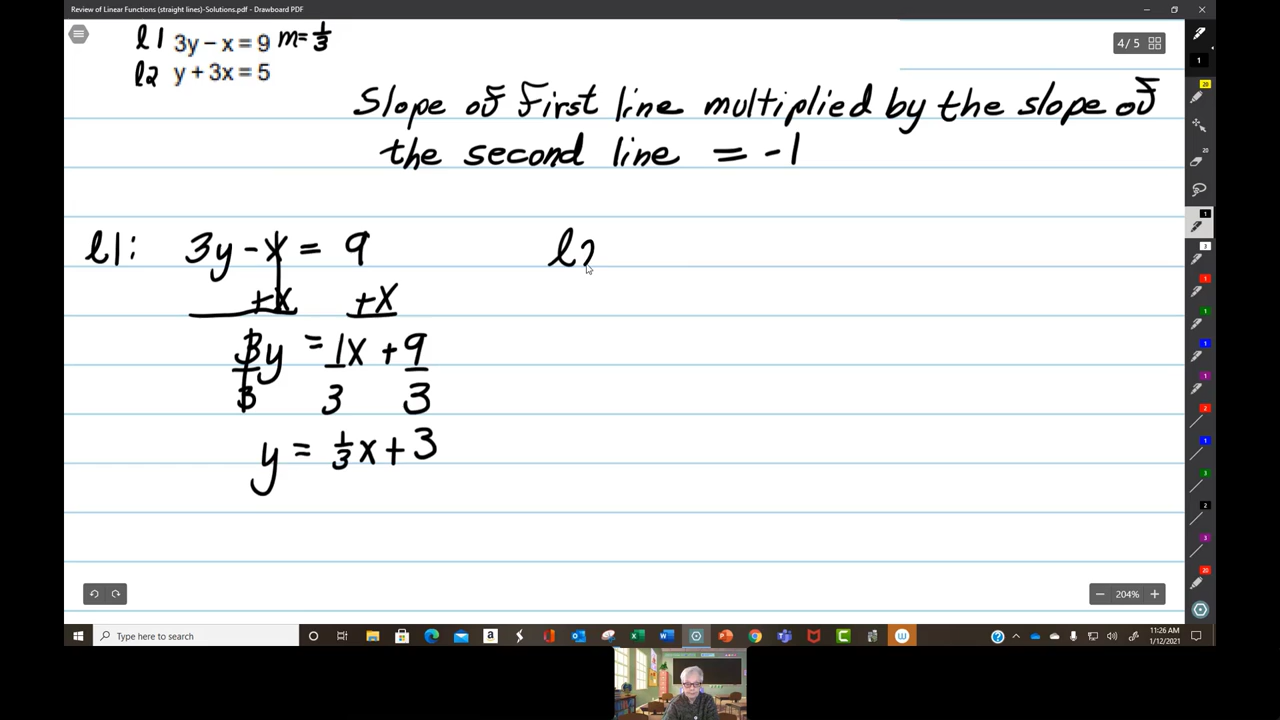 Review of Linear Functions (straight lines)-Solutions.pdf - Drawboard PDF
l1 3y – x = 9 m= 1/3
l2 y + 3x = 5
4 / 5
Slope of First line multiplied by the slope of
the second line = -1
l1: 3y - x = 9 l2
+x +x
3y = 1x + 9
3 3 3
y = 1/3 x + 3
204%
Type here to search
11:26 AM
1/12/2021